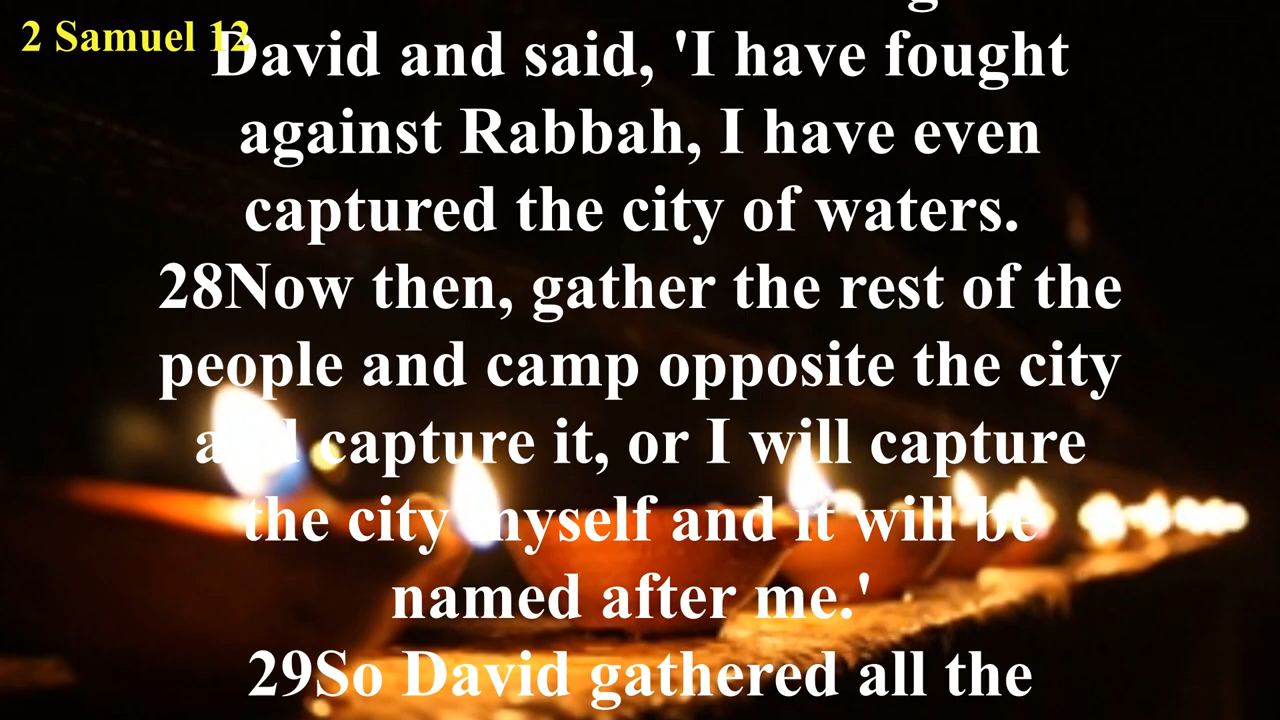 2 Samuel 12
David and said, 'I have fought
against Rabbah, I have even
captured the city of waters.
28Now then, gather the rest of the
people and camp opposite the city
and capture it, or I will capture
the city myself and it will be
named after me.'
29So David gathered all the